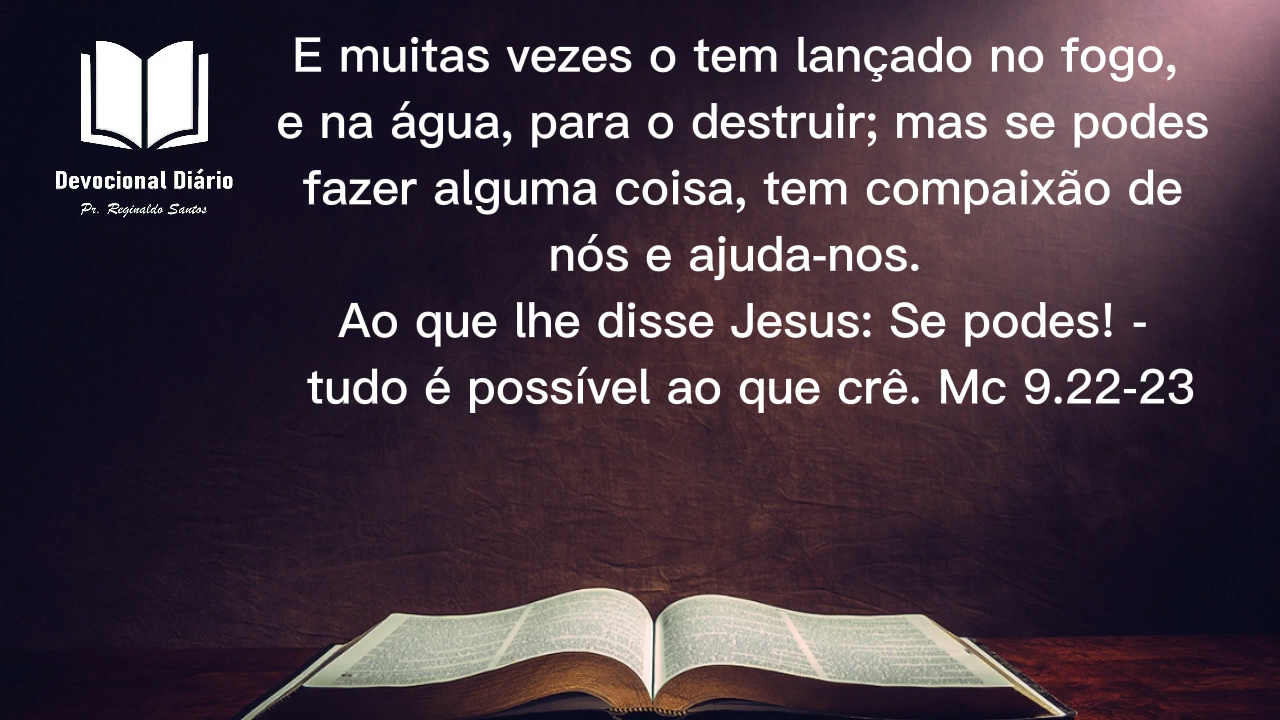 Devocional Diário
Pr. Reginaldo Santos
E muitas vezes o tem lançado no fogo,
e na água, para o destruir; mas se podes
fazer alguma coisa, tem compaixão de
nós e ajuda-nos.
Ao que lhe disse Jesus: Se podes! -
tudo é possível ao que crê. Mc 9.22-23